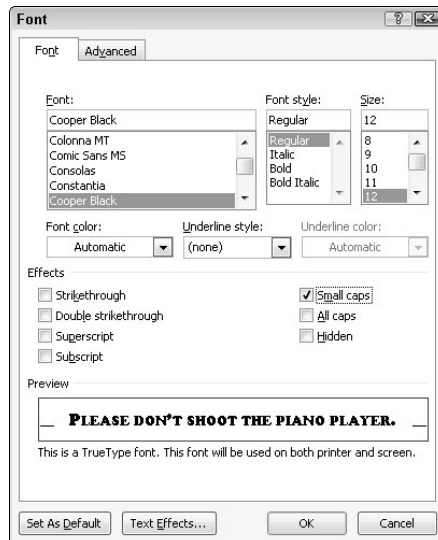 Font
Font Advanced
Font: Font style: Size:
Cooper Black Regular 12
Colonna MT Regular 8
Comic Sans MS Italic 9
Consolas Bold 10
Constantia Bold Italic 11
Cooper Black 12
Font color: Underline style: Underline color:
Automatic (none) Automatic
Effects
Strikethrough Small caps
Double strikethrough All caps
Superscript Hidden
Subscript
Preview
PLEASE DON'T SHOOT THE PIANO PLAYER.
This is a TrueType font. This font will be used on both printer and screen.
Set As Default Text Effects... OK Cancel